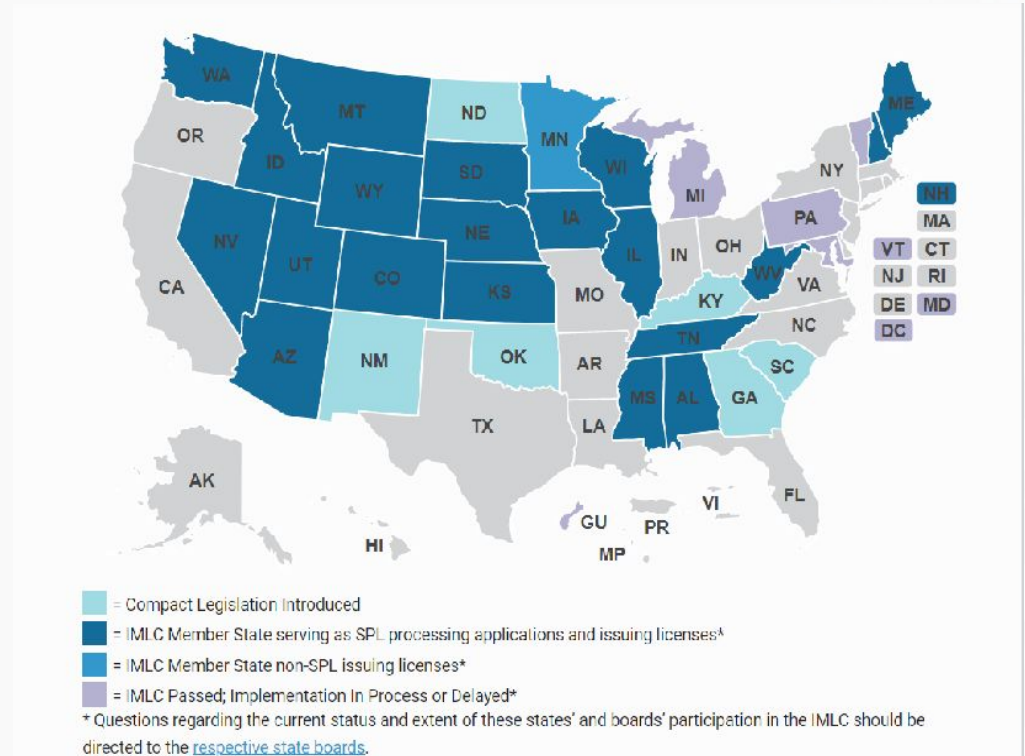 WA
MT
ND
MN
ME
OR
ID
SD
WI
NY
WY
MI
NH
IA
PA
MA
NV
NE
VT
CT
UT
IL
IN
OH
CA
CO
KS
WV
NJ
RI
MO
VA
KY
DE
MD
NC
DC
TN
AZ
NM
OK
AR
SC
MS
AL
GA
TX
LA
AK
FL
VI
GU
PR
HI
MP
= Compact Legislation Introduced
= IMLC Member State serving as SPL processing applications and issuing licenses*
= IMLC Member State non-SPL issuing licenses*
= IMLC Passed; Implementation In Process or Delayed*
* Questions regarding the current status and extent of these states' and boards' participation in the IMLC should be
directed to the respective state boards.